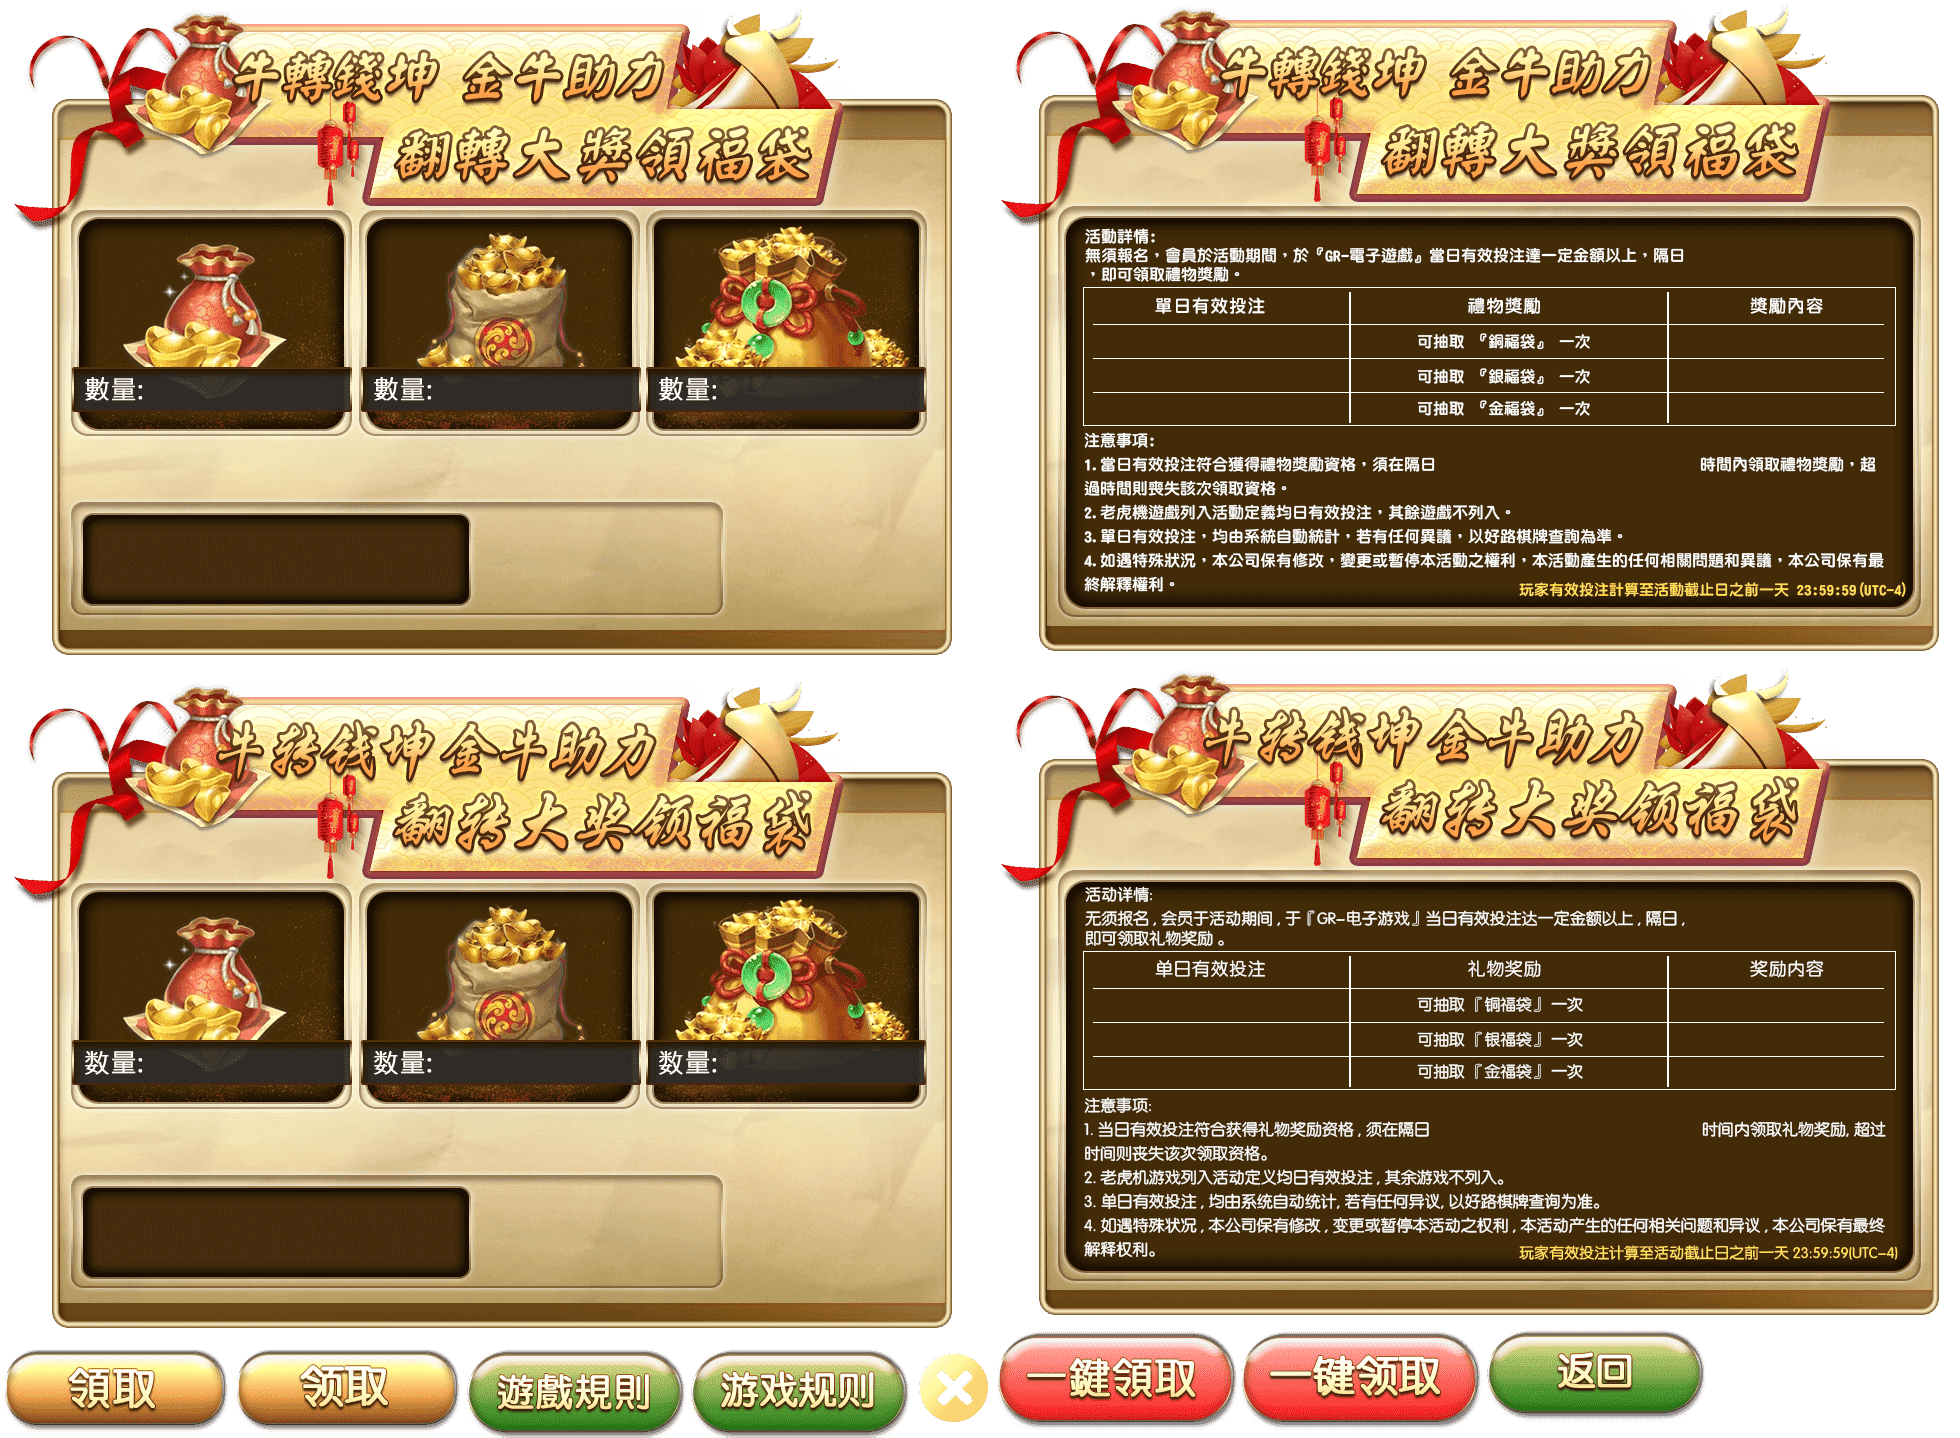 牛轉錢坤 金牛助力
翻轉大獎領福袋
數量:
數量:
數量:
牛轉錢坤 金牛助力
翻轉大獎領福袋
活動詳情:
無須報名，會員於活動期間，於『GR-電子遊戲』當日有效投注達一定金額以上，隔日
，即可領取禮物獎勵。
單日有效投注 禮物獎勵 獎勵內容
可抽取 『銅福袋』 一次
可抽取 『銀福袋』 一次
可抽取 『金福袋』 一次
注意事項:
1.當日有效投注符合獲得禮物獎勵資格，須在隔日 時間內領取禮物獎勵，超
過時間則喪失該次領取資格。
2.老虎機遊戲列入活動定義均日有效投注，其餘遊戲不列入。
3.單日有效投注，均由系統自動統計，若有任何異議，以好路棋牌查詢為準。
4.如遇特殊狀況，本公司保有修改，變更或暫停本活動之權利，本活動產生的任何相關問題和異議，本公司保有最
終解釋權利。
玩家有效投注計算至活動截止日之前一天 23:59:59(UTC-4)
牛转钱坤金牛助力
翻转大奖领福袋
数量:
数量:
数量:
牛转钱坤金牛助力
翻转大奖领福袋
活动详情:
无须报名,会员于活动期间,于『GR-电子游戏』当日有效投注达一定金额以上,隔日,
即可领取礼物奖励。
单日有效投注 礼物奖励 奖励内容
可抽取『铜福袋』一次
可抽取『银福袋』一次
可抽取『金福袋』一次
注意事项:
1. 当日有效投注符合获得礼物奖励资格,须在隔日 时间内领取礼物奖励,超过
时间则丧失该次领取资格。
2. 老虎机游戏列入活动定义均日有效投注,其余游戏不列入。
3. 单日有效投注,均由系统自动统计,若有任何异议,以好路棋牌查询为准。
4. 如遇特殊状况,本公司保有修改,变更或暂停本活动之权利,本活动产生的任何相关问题和异议,本公司保有最终
解释权利。
玩家有效投注计算至活动截止日之前一天 23:59:59(UTC-4)
領取
领取
遊戲規則
游戏规则
一鍵領取
一键领取
返回